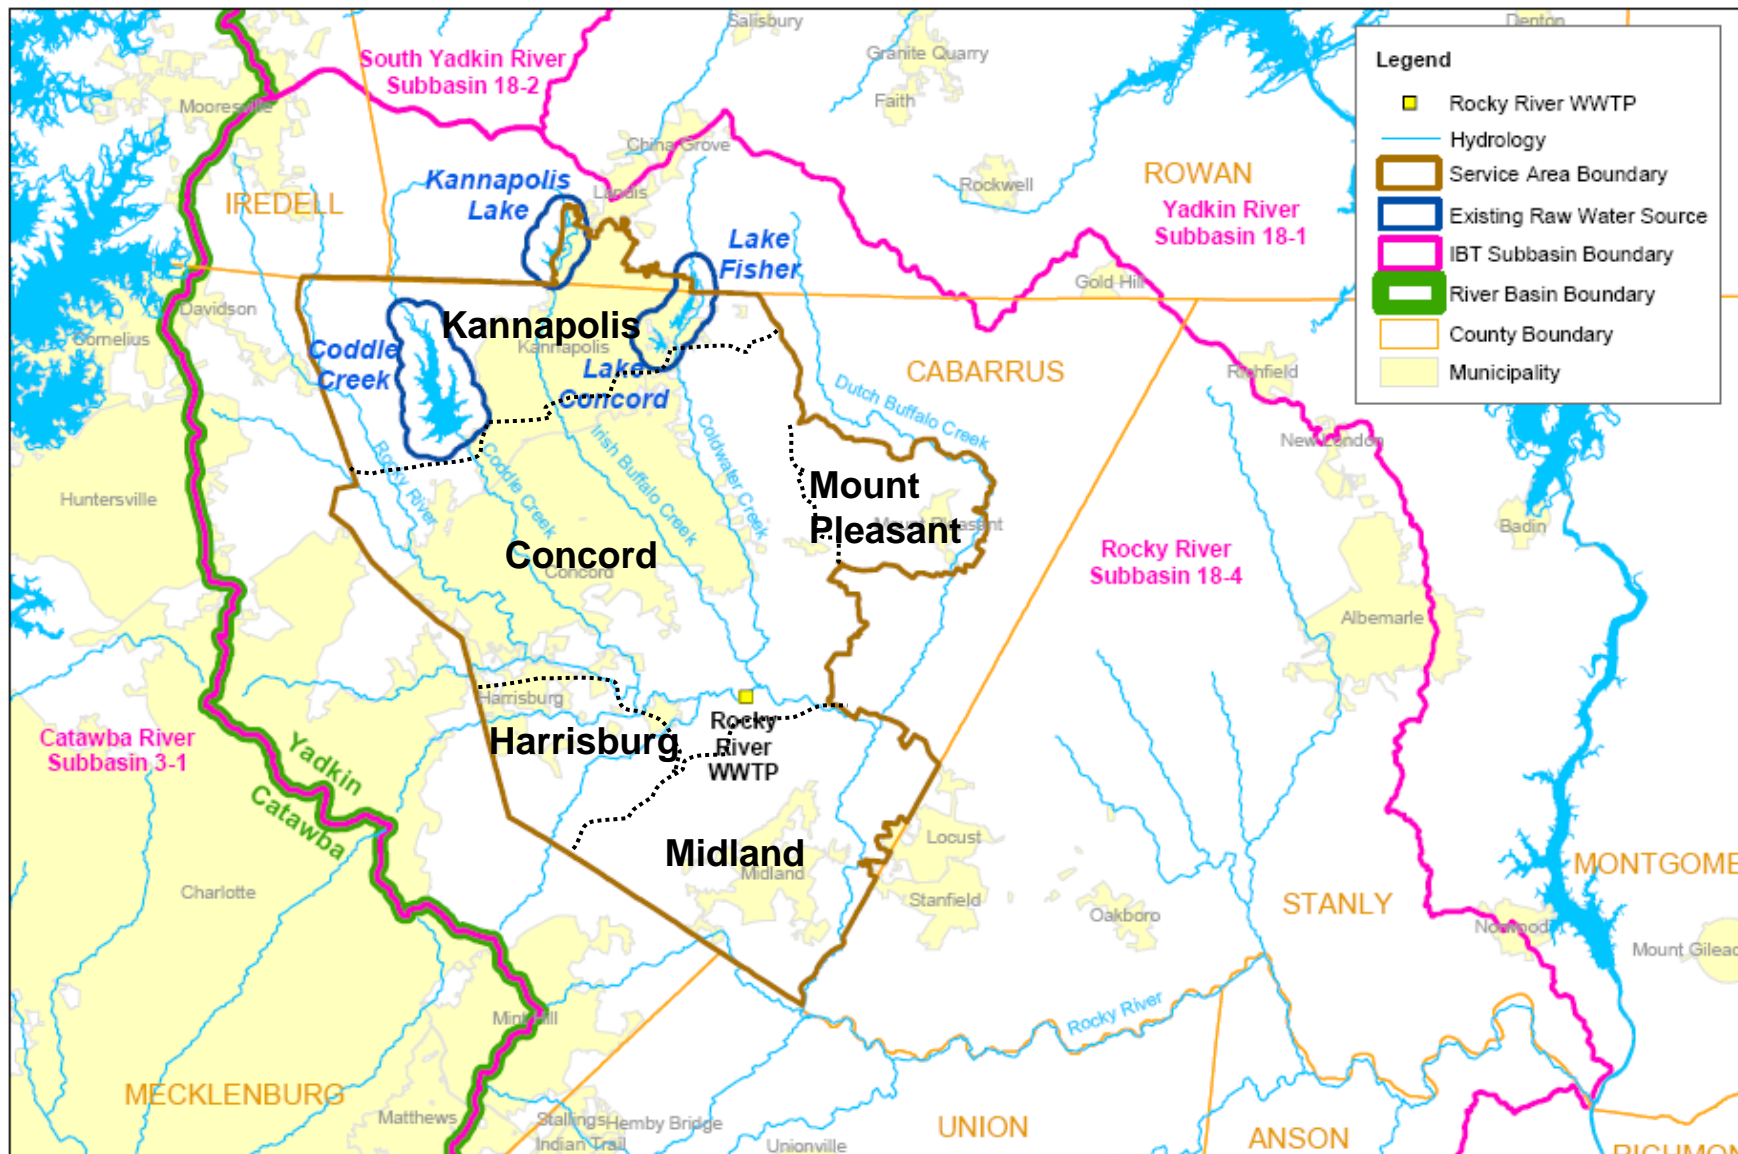 Salisbury
Denton
South Yadkin River
Subbasin 18-2
Granite Quarry
Mooresville
Faith
China Grove
Kannapolis
Lake
Landis
Rockwell
ROWAN
IREDELL
Yadkin River
Subbasin 18-1
Lake
Fisher
Gold Hill
Davidson
Cornelius
Kannapolis
Kannapolis
Coddle
Creek
Lake
Concord
CABARRUS
Richfield
Dutch Buffalo Creek
New London
Rocky River
Coddle Creek
Irish Buffalo Creek
Coldwater Creek
Huntersville
Mount
Pleasant
Mount Pleasant
Badin
Concord
Concord
Rocky River
Subbasin 18-4
Albemarle
Harrisburg
Harrisburg
Rocky
River
WWTP
Catawba River
Subbasin 3-1
Yadkin
Catawba
Midland
Midland
Locust
Stanfield
Oakboro
Charlotte
MONTGOME
STANLY
Norwood
Mount Gilead
Mint Hill
Rocky River
MECKLENBURG
Matthews
Stallings
Hemby Bridge
Indian Trail
Unionville
UNION
ANSON
RICHMON
Legend
Rocky River WWTP
Hydrology
Service Area Boundary
Existing Raw Water Source
IBT Subbasin Boundary
River Basin Boundary
County Boundary
Municipality